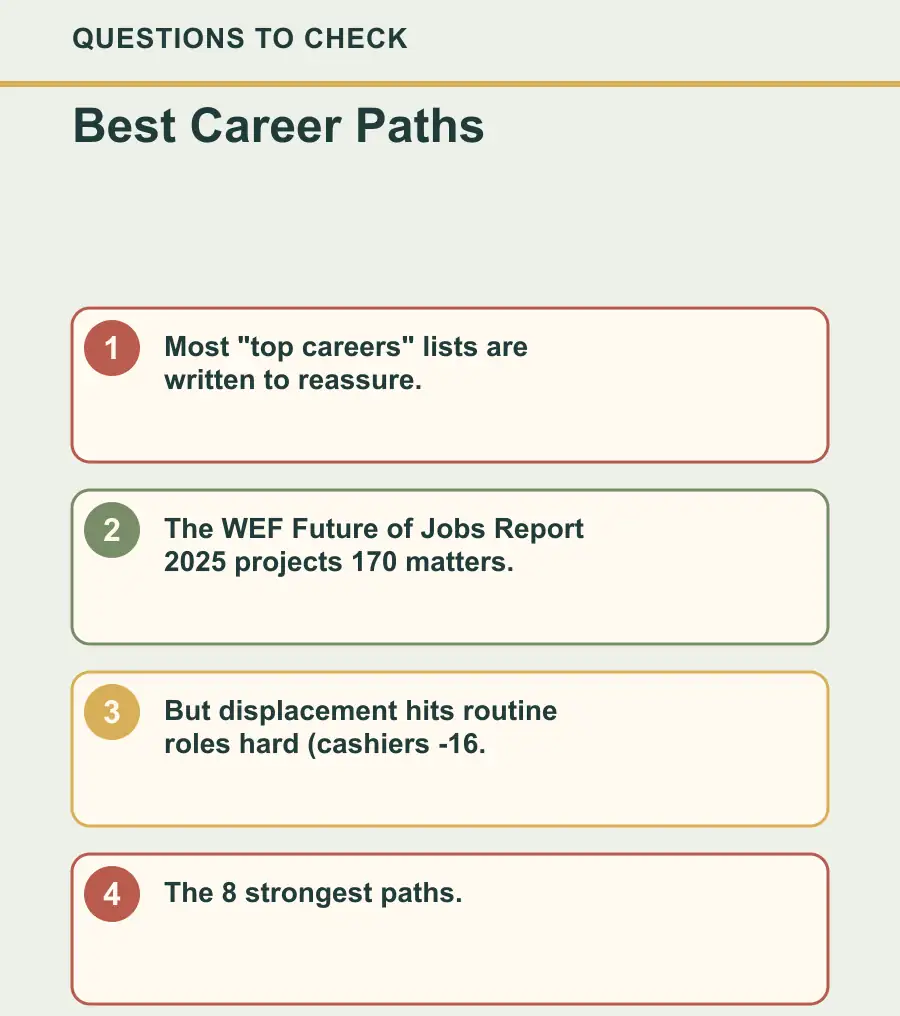 QUESTIONS TO CHECK
Best Career Paths
1
Most "top careers" lists are
written to reassure.
2
The WEF Future of Jobs Report
2025 projects 170 matters.
3
But displacement hits routine
roles hard (cashiers -16.
4
The 8 strongest paths.